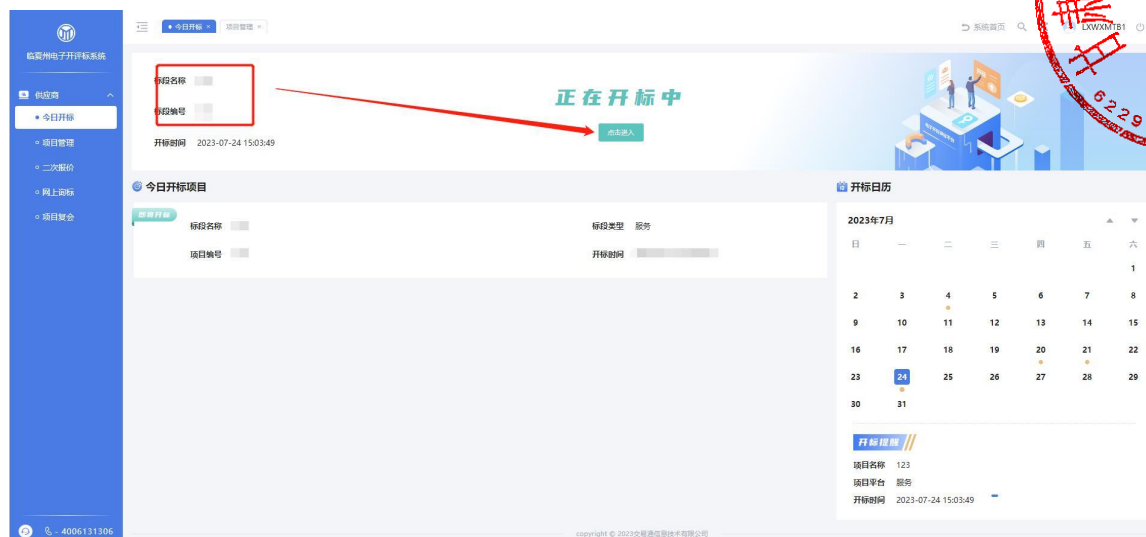 今日开标 ×
项目管理 ×
系统首页
LXWXMTB1
临夏州电子开评标系统
供应商
今日开标
项目管理
二次报价
网上询标
项目复会
4006131306
标段名称
标段编号
开标时间 2023-07-24 15:03:49
正在开标中
点击进入
6229
今日开标项目
即将开标
标段名称
标段类型 服务
项目编号
开标时间
开标日历
2023年7月
日 一 二 三 四 五 六
1
2 3 4 5 6 7 8
9 10 11 12 13 14 15
16 17 18 19 20 21 22
23 24 25 26 27 28 29
30 31
开标提醒
项目名称 123
项目平台 服务
开标时间 2023-07-24 15:03:49
copyright © 2023交易通信息技术有限公司